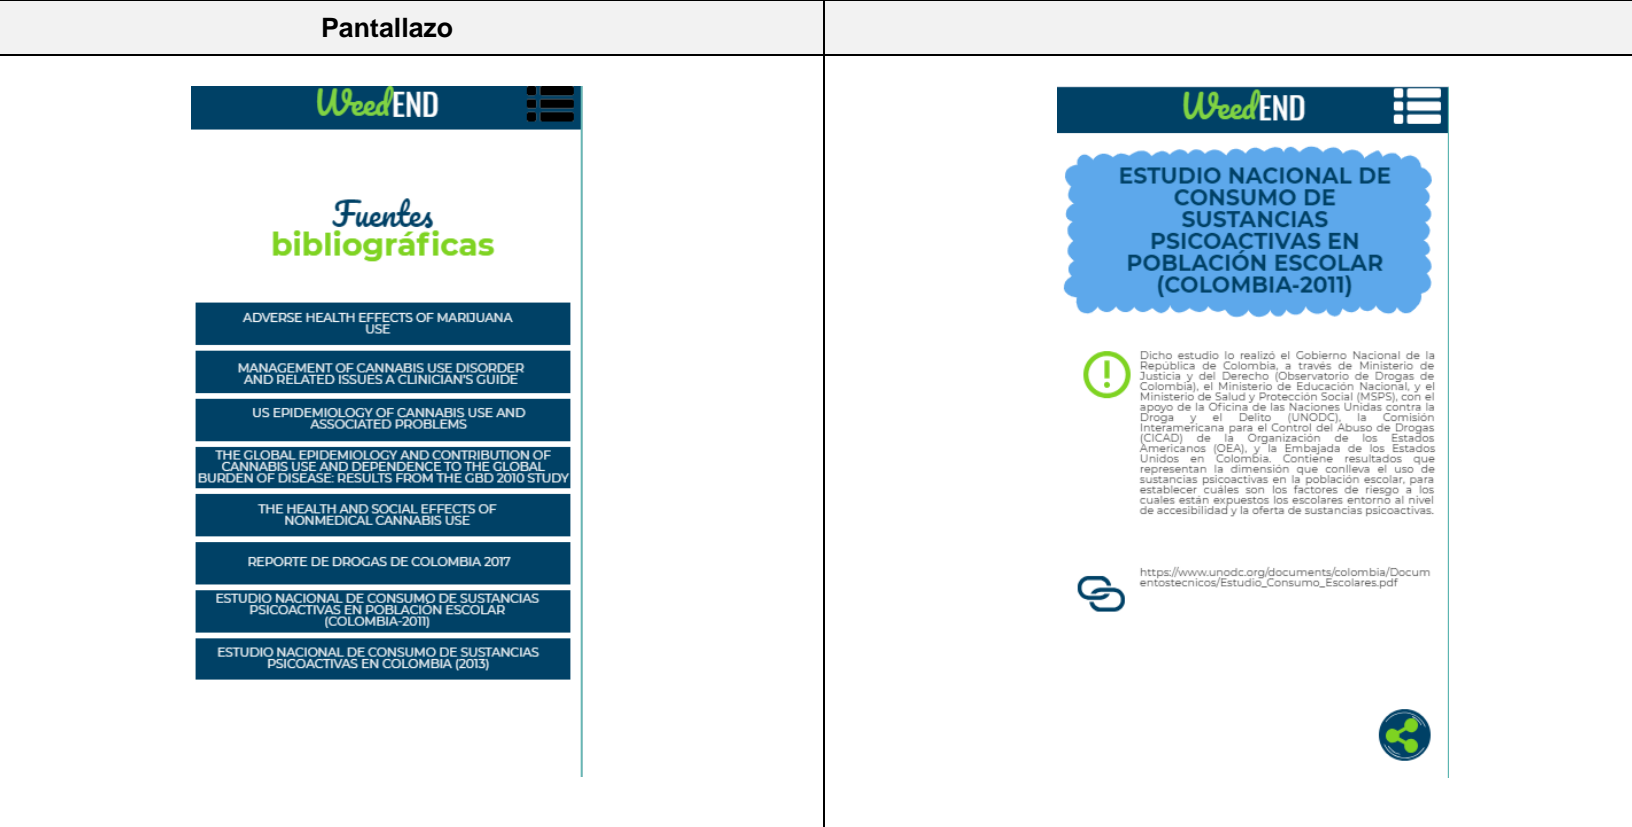 Pantallazo
WeedEND
Fuentes
bibliográficas
ADVERSE HEALTH EFFECTS OF MARIJUANA
USE
MANAGEMENT OF CANNABIS USE DISORDER
AND RELATED ISSUES A CLINICIAN'S GUIDE
US EPIDEMIOLOGY OF CANNABIS USE AND
ASSOCIATED PROBLEMS
THE GLOBAL EPIDEMIOLOGY AND CONTRIBUTION OF
CANNABIS USE AND DEPENDENCE TO THE GLOBAL
BURDEN OF DISEASE: RESULTS FROM THE GBD 2010 STUDY
THE HEALTH AND SOCIAL EFFECTS OF
NONMEDICAL CANNABIS USE
REPORTE DE DROGAS DE COLOMBIA 2017
ESTUDIO NACIONAL DE CONSUMO DE SUSTANCIAS
PSICOACTIVAS EN POBLACIÓN ESCOLAR
(COLOMBIA-2011)
ESTUDIO NACIONAL DE CONSUMO DE SUSTANCIAS
PSICOACTIVAS EN COLOMBIA (2013)
WeedEND
ESTUDIO NACIONAL DE
CONSUMO DE
SUSTANCIAS
PSICOACTIVAS EN
POBLACIÓN ESCOLAR
(COLOMBIA-2011)
Dicho estudio lo realizó el Gobierno Nacional de la
República de Colombia, a través de Ministerio de
Justicia y del Derecho (Observatorio de Drogas de
Colombia), el Ministerio de Educación Nacional, y el
Ministerio de Salud y Protección Social (MSPS), con el
apoyo de la Oficina de las Naciones Unidas contra la
Droga y el Delito (UNODC), la Comisión
Interamericana para el Control del Abuso de Drogas
(CICAD) de la Organización de los Estados
Americanos (OEA), y la Embajada de los Estados
Unidos en Colombia. Contiene resultados que
representan la dimensión que conlleva el uso de
sustancias psicoactivas en la población escolar, para
establecer cuáles son los factores de riesgo a los
cuales están expuestos los escolares entorno al nivel
de accesibilidad y la oferta de sustancias psicoactivas.
https://www.unodc.org/documents/colombia/Docum
entostecnicos/Estudio_Consumo_Escolares.pdf